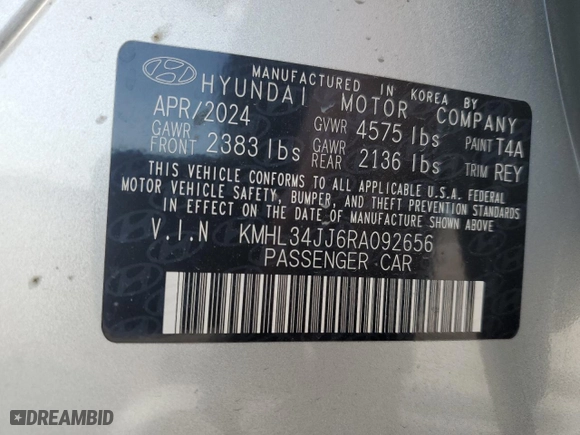 MANUFACTURED IN KOREA BY
HYUNDAI MOTOR COMPANY
APR/2024 GVWR 4575 lbs PAINT T4A
GAWR FRONT 2383 lbs GAWR REAR 2136 lbs TRIM REY
THIS VEHICLE CONFORMS TO ALL APPLICABLE U.S.A. FEDERAL
MOTOR VEHICLE SAFETY, BUMPER, AND THEFT PREVENTION STANDARDS
IN EFFECT ON THE DATE OF MANUFACTURE SHOWN ABOVE.
V.I.N KMHL34JJ6RA092656
PASSENGER CAR
DREAMBID